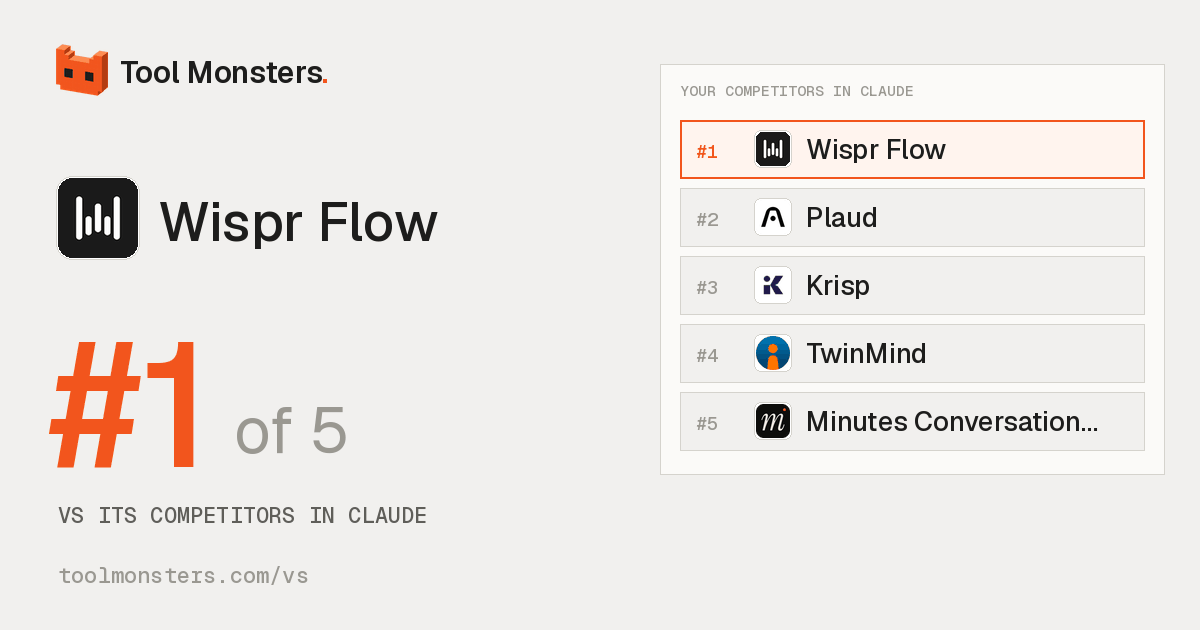 Tool Monsters.
Wispr Flow
#1 of 5
VS ITS COMPETITORS IN CLAUDE
toolmonsters.com/vs
YOUR COMPETITORS IN CLAUDE
#1 Wispr Flow
#2 Plaud
#3 Krisp
#4 TwinMind
#5 m Minutes Conversation...